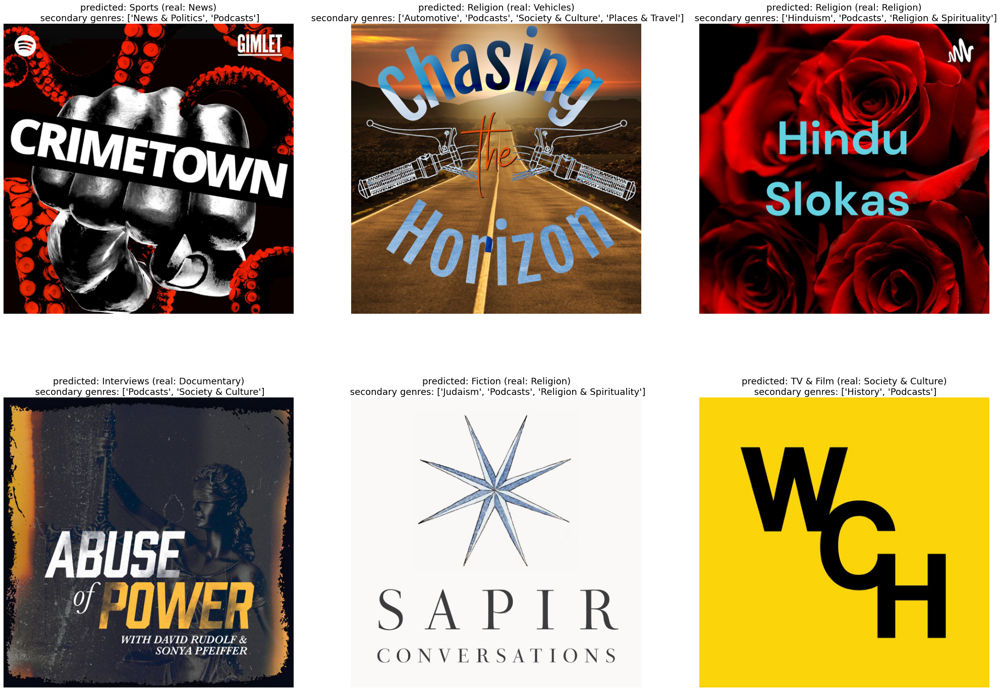 predicted: Sports (real: News)
secondary genres: ['News & Politics', 'Podcasts']
GIMLET
CRIMETOWN
predicted: Religion (real: Vehicles)
secondary genres: ['Automotive', 'Podcasts', 'Society & Culture', 'Places & Travel']
Chasing
the
Horizon
predicted: Religion (real: Religion)
secondary genres: ['Hinduism', 'Podcasts', 'Religion & Spirituality']
Hindu
Slokas
predicted: Interviews (real: Documentary)
secondary genres: ['Podcasts', 'Society & Culture']
ABUSE
of POWER
WITH DAVID RUDOLF &
SONYA PFEIFFER
predicted: Fiction (real: Religion)
secondary genres: ['Judaism', 'Podcasts', 'Religion & Spirituality']
SAPIR
CONVERSATIONS
predicted: TV & Film (real: Society & Culture)
secondary genres: ['History', 'Podcasts']
WCH